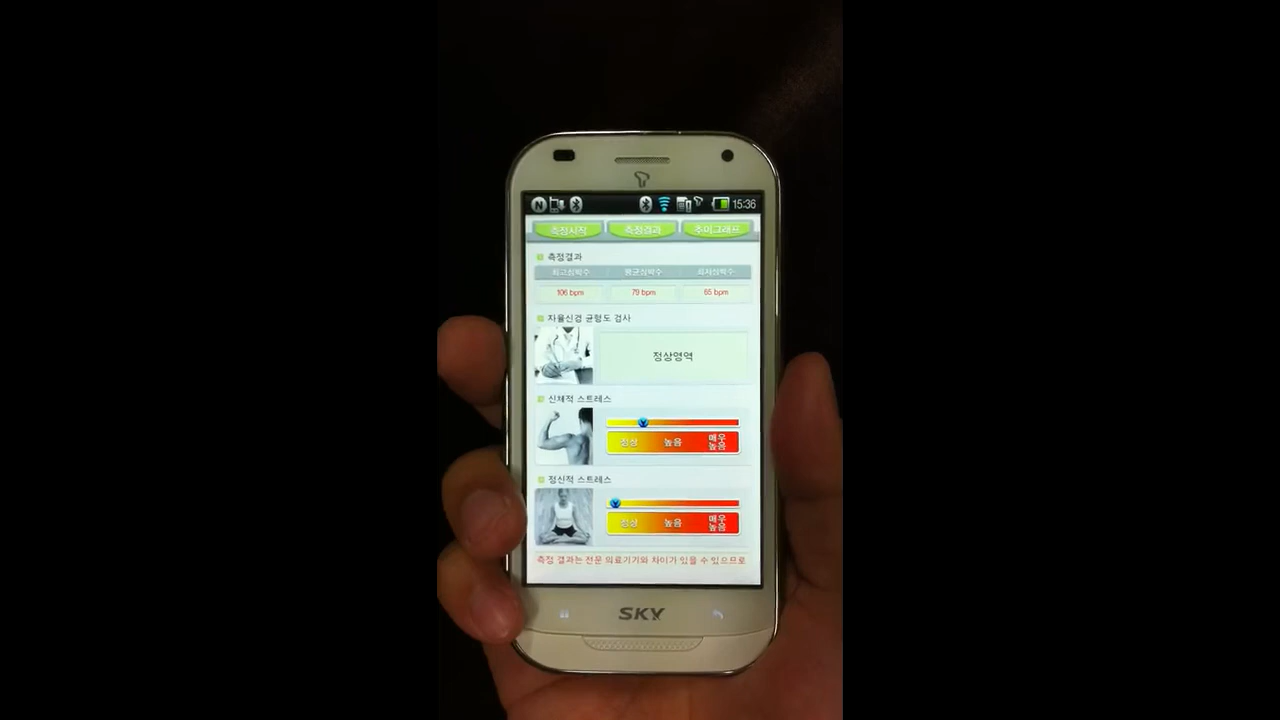 N 15:36
측정시작 측정결과 추이그래프
측정결과
최고심박수 평균심박수 최저심박수
106 bpm 79 bpm 65 bpm
자율신경 균형도 검사
정상영역
신체적 스트레스
정상 높음 매우 높음
정신적 스트레스
정상 높음 매우 높음
측정 결과는 전문 의료기기와 차이가 있을 수 있으므로
SKY